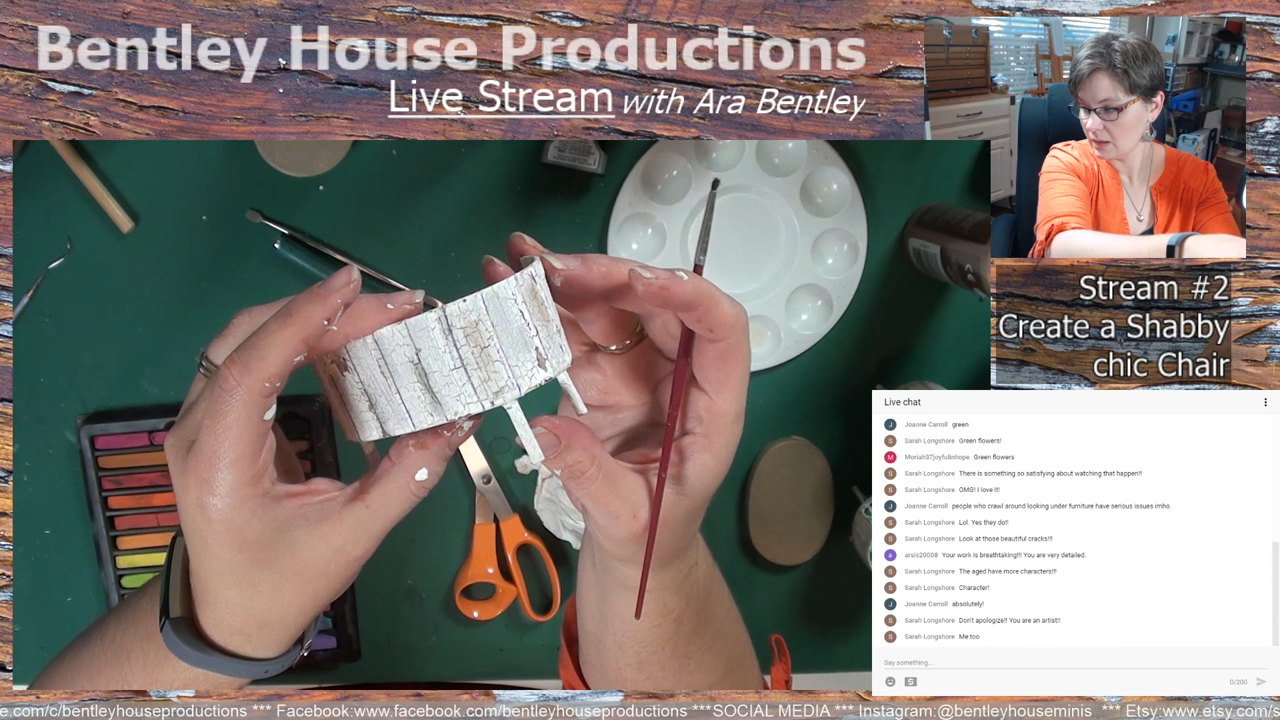 Bentley House Productions
Live Stream with Ara Bentley
Stream #2
Create a Shabby
chic Chair
Live chat
Joanne Carroll green
Sarah Longshore Green flowers!
Moriah37joyfulinhope Green flowers
Sarah Longshore There is something so satisfying about watching that happen!!
Sarah Longshore OMG! I love it!
Joanne Carroll people who crawl around looking under furniture have serious issues imho
Sarah Longshore Lol. Yes they do!!
Sarah Longshore Look at those beautiful cracks!!!
arsis20008 Your work is breathtaking!!! You are very detailed.
Sarah Longshore The aged have more characters!!!
Sarah Longshore Character!
Joanne Carroll absolutely!
Sarah Longshore Don't apologize!! You are an artist!!
Sarah Longshore Me too
Say something...
0/200
e.com/c/bentleyhouseproductions *** Facebook:www.facebook.com/bentleyhouseproductions ***SOCIAL MEDIA *** Instagram:@bentleyhouseminis *** Etsy:www.etsy.com/s